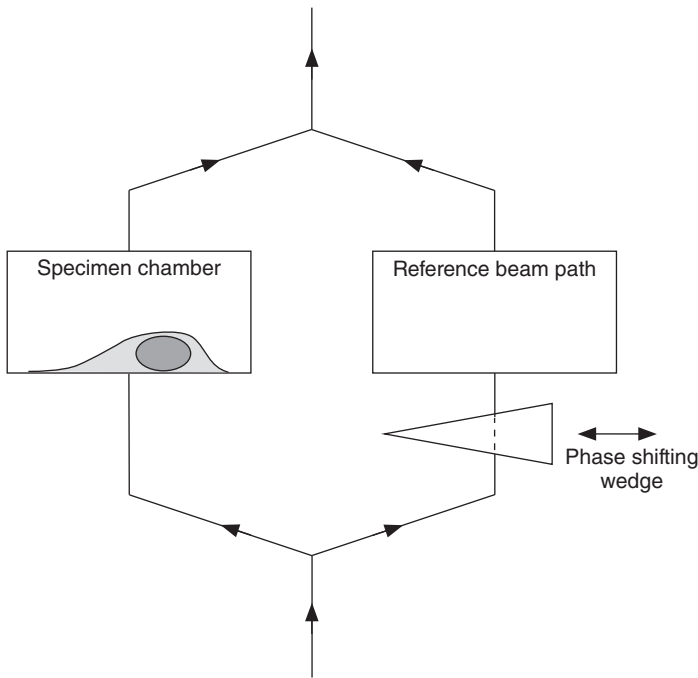 Specimen chamber
Reference beam path
Phase shifting
wedge